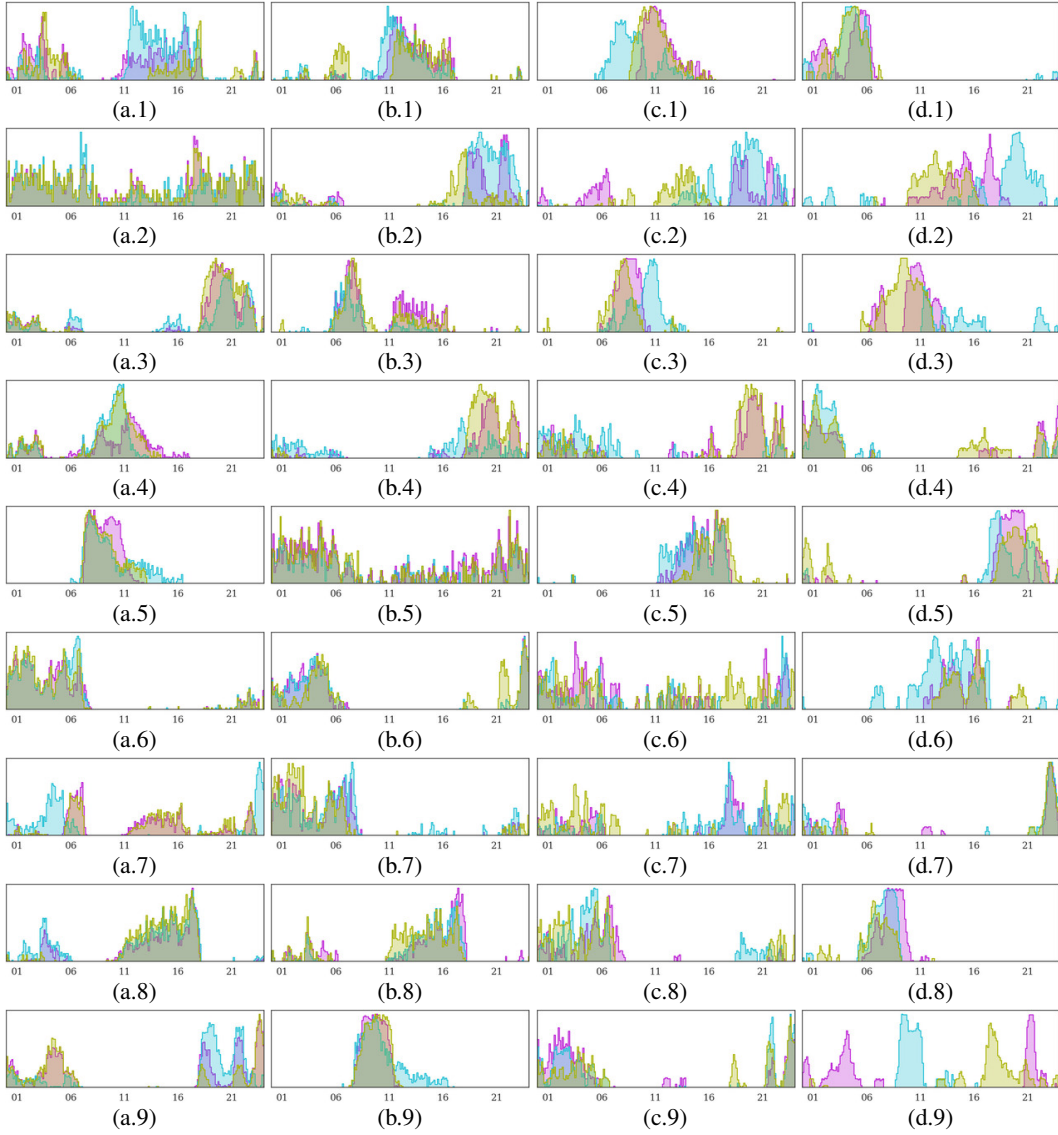 01 06 11 16 21 01 06 11 16 21 01 06 11 16 21 01 06 11 16 21
(a.1) (b.1) (c.1) (d.1)
01 06 11 16 21 01 06 11 16 21 01 06 11 16 21 01 06 11 16 21
(a.2) (b.2) (c.2) (d.2)
01 06 11 16 21 01 06 11 16 21 01 06 11 16 21 01 06 11 16 21
(a.3) (b.3) (c.3) (d.3)
01 06 11 16 21 01 06 11 16 21 01 06 11 16 21 01 06 11 16 21
(a.4) (b.4) (c.4) (d.4)
01 06 11 16 21 01 06 11 16 21 01 06 11 16 21 01 06 11 16 21
(a.5) (b.5) (c.5) (d.5)
01 06 11 16 21 01 06 11 16 21 01 06 11 16 21 01 06 11 16 21
(a.6) (b.6) (c.6) (d.6)
01 06 11 16 21 01 06 11 16 21 01 06 11 16 21 01 06 11 16 21
(a.7) (b.7) (c.7) (d.7)
01 06 11 16 21 01 06 11 16 21 01 06 11 16 21 01 06 11 16 21
(a.8) (b.8) (c.8) (d.8)
01 06 11 16 21 01 06 11 16 21 01 06 11 16 21 01 06 11 16 21
(a.9) (b.9) (c.9) (d.9)